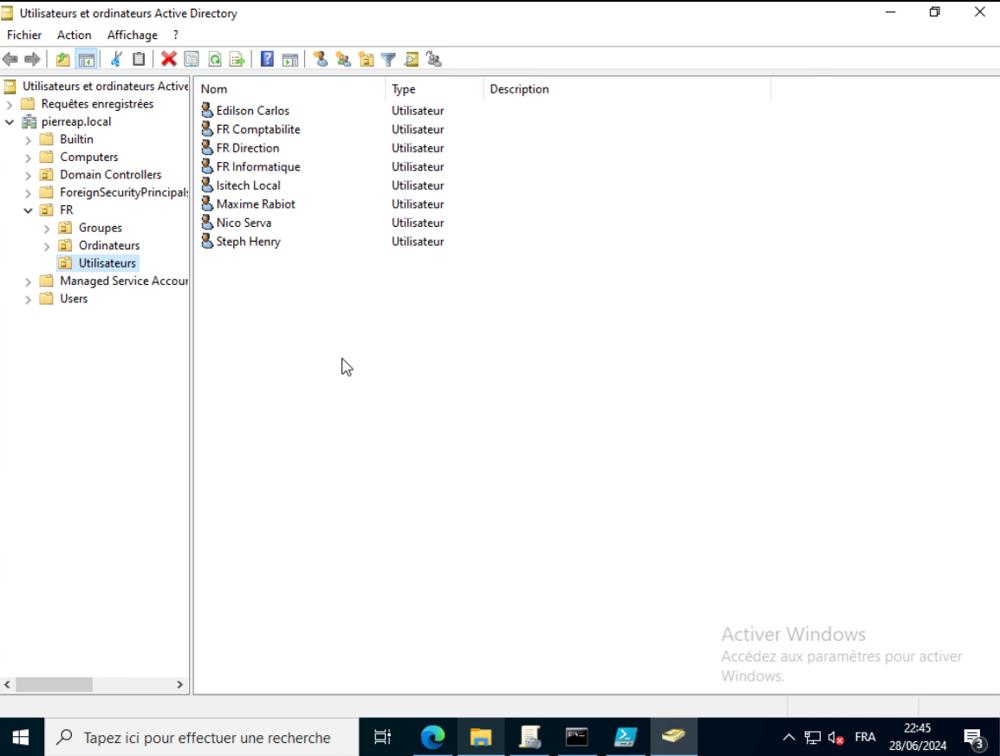 Utilisateurs et ordinateurs Active Directory
Fichier Action Affichage ?
Utilisateurs et ordinateurs Active
Requêtes enregistrées
pierreap.local
Builtin
Computers
Domain Controllers
ForeignSecurityPrincipals
FR
Groupes
Ordinateurs
Utilisateurs
Managed Service Accour
Users
Nom Type Description
Edilson Carlos Utilisateur
FR Comptabilite Utilisateur
FR Direction Utilisateur
FR Informatique Utilisateur
Isitech Local Utilisateur
Maxime Rabiot Utilisateur
Nico Serva Utilisateur
Steph Henry Utilisateur
Activer Windows
Accédez aux paramètres pour activer
Windows.
Tapez ici pour effectuer une recherche
FRA
22:45
28/06/2024
3